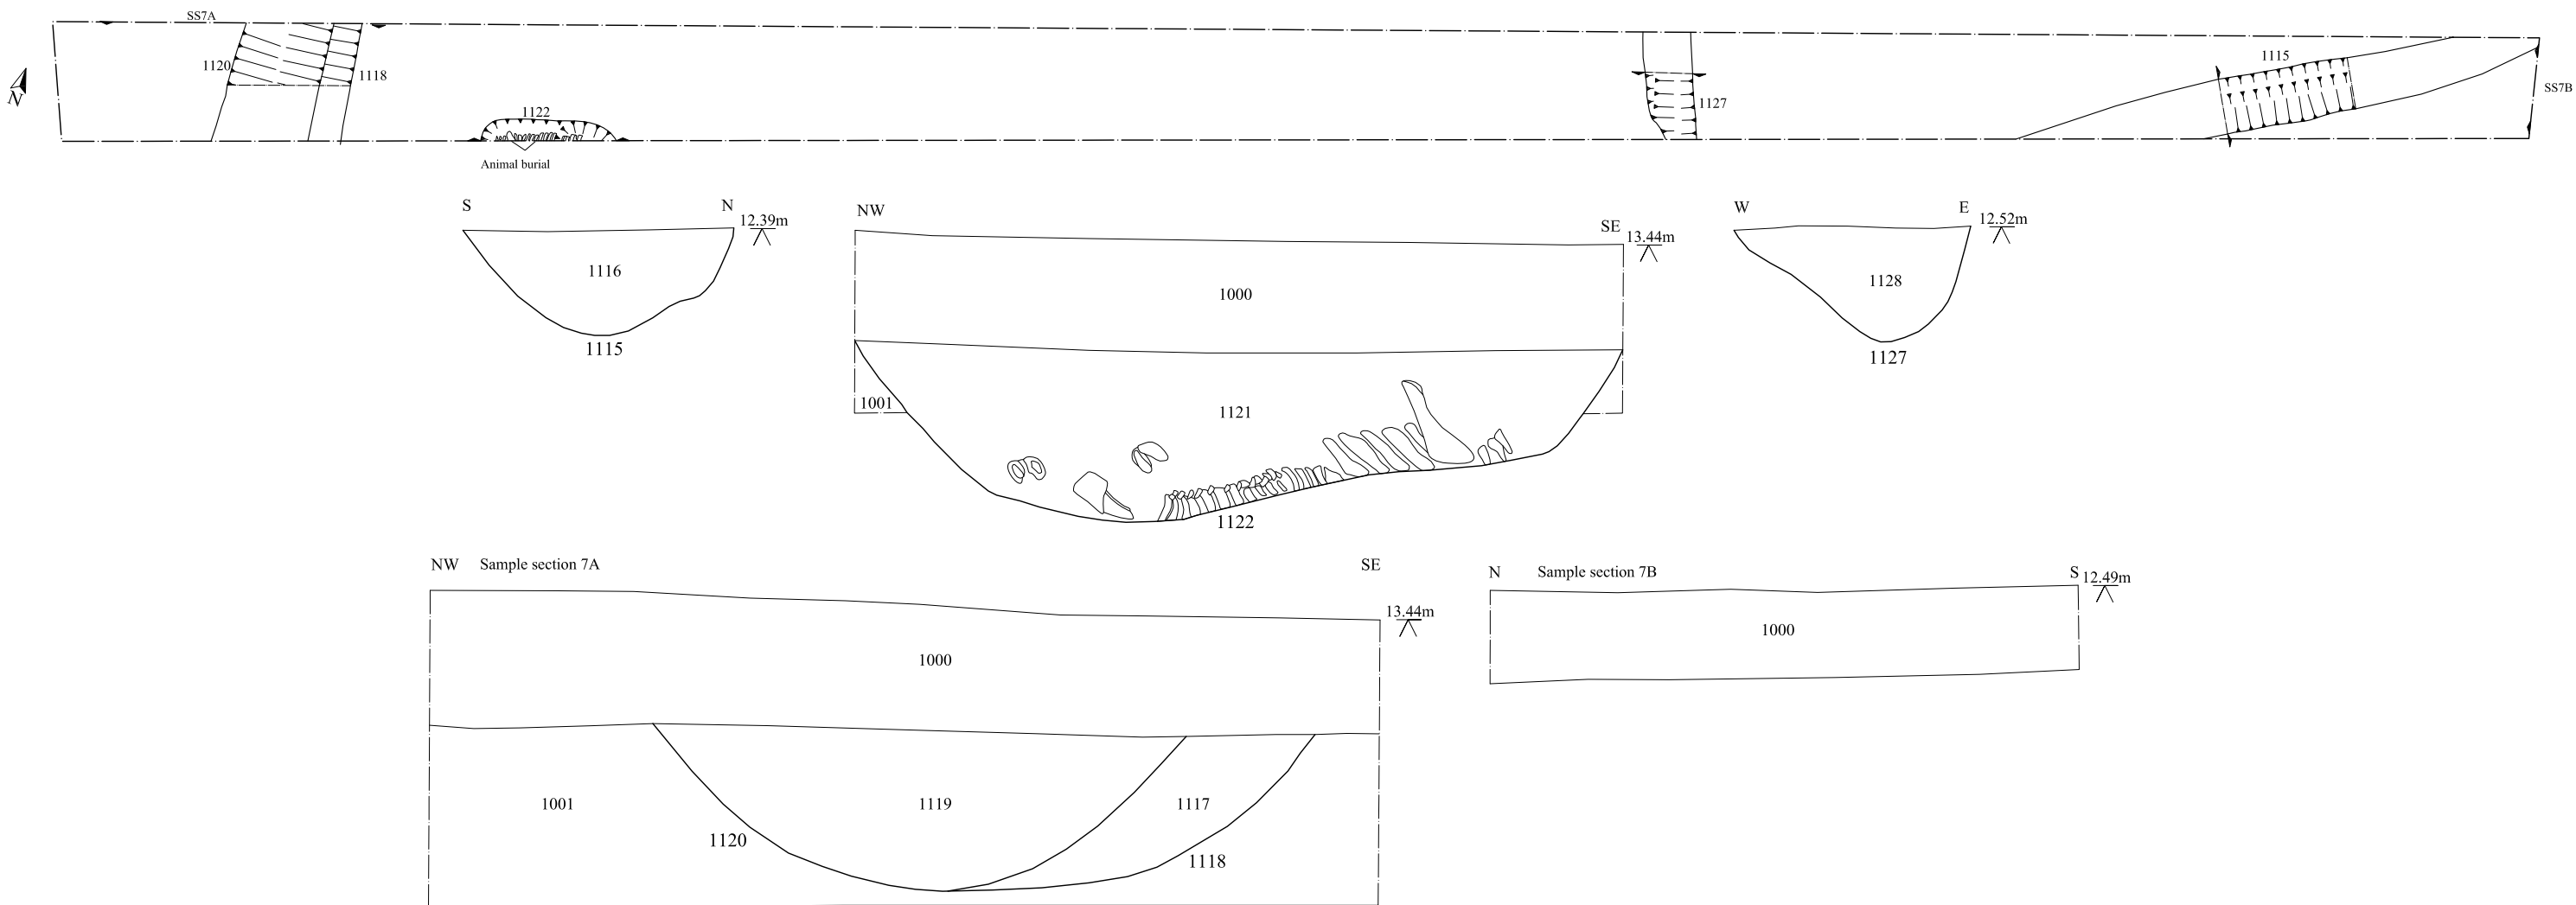 SS7A
1120
1118
1122
Animal burial
1127
1115
SS7B
N
S N
12.39m
1116
1115
NW SE
13.44m
1000
1001
1121
1122
W E
12.52m
1128
1127
NW Sample section 7A SE
13.44m
1000
1001
1119
1117
1120
1118
N Sample section 7B S
12.49m
1000